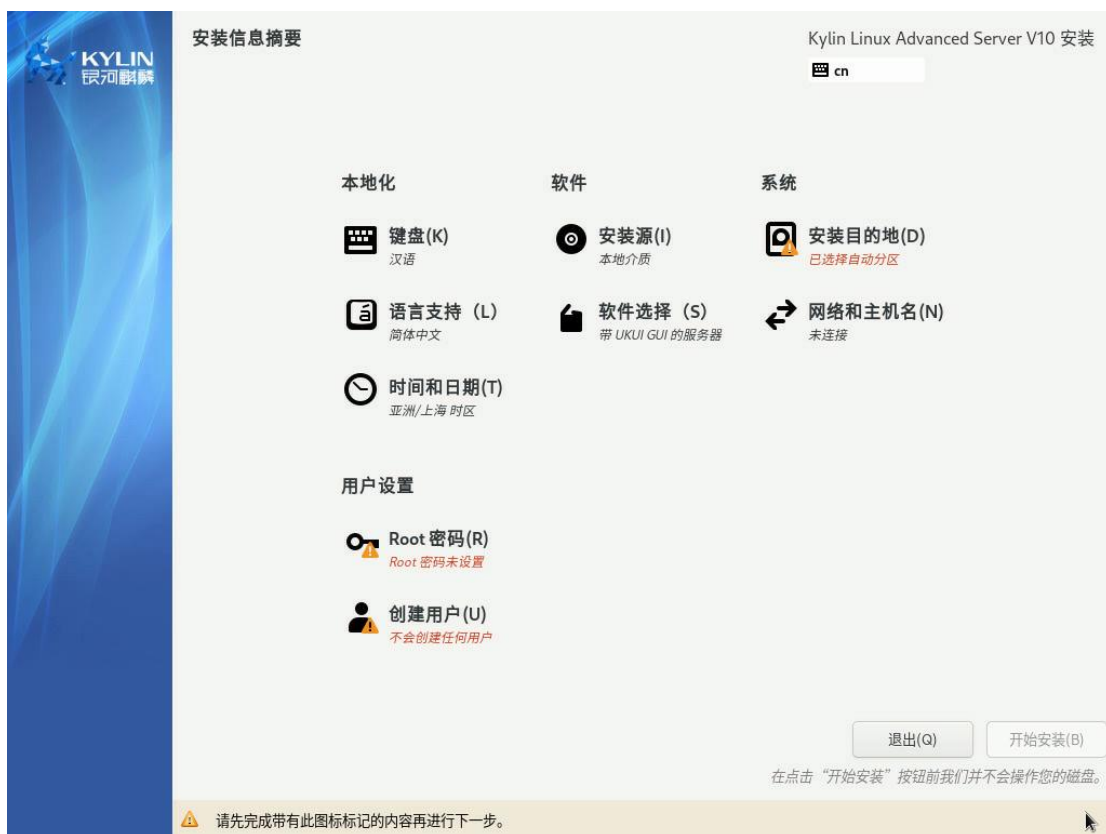 KYLIN
银河麒麟
安装信息摘要
Kylin Linux Advanced Server V10 安装
cn
本地化
键盘(K)
汉语
语言支持（L）
简体中文
时间和日期(T)
亚洲/上海 时区
软件
安装源(I)
本地介质
软件选择（S）
带 UKUI GUI 的服务器
系统
安装目的地(D)
已选择自动分区
网络和主机名(N)
未连接
用户设置
Root 密码(R)
Root 密码未设置
创建用户(U)
不会创建任何用户
退出(Q)
开始安装(B)
在点击“开始安装”按钮前我们并不会操作您的磁盘。
请先完成带有此图标标记的内容再进行下一步。